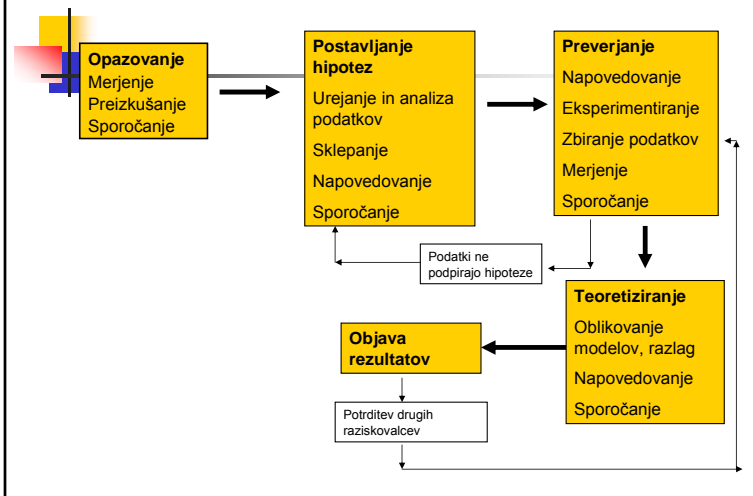 Opazovanje
Merjenje
Preizkušanje
Sporočanje
Postavljanje
hipotez
Urejanje in analiza
podatkov
Sklepanje
Napovedovanje
Sporočanje
Preverjanje
Napovedovanje
Eksperimentiranje
Zbiranje podatkov
Merjenje
Sporočanje
Podatki ne
podpirajo hipoteze
Teoretiziranje
Oblikovanje
modelov, razlag
Napovedovanje
Sporočanje
Objava
rezultatov
Potrditev drugih
raziskovalcev